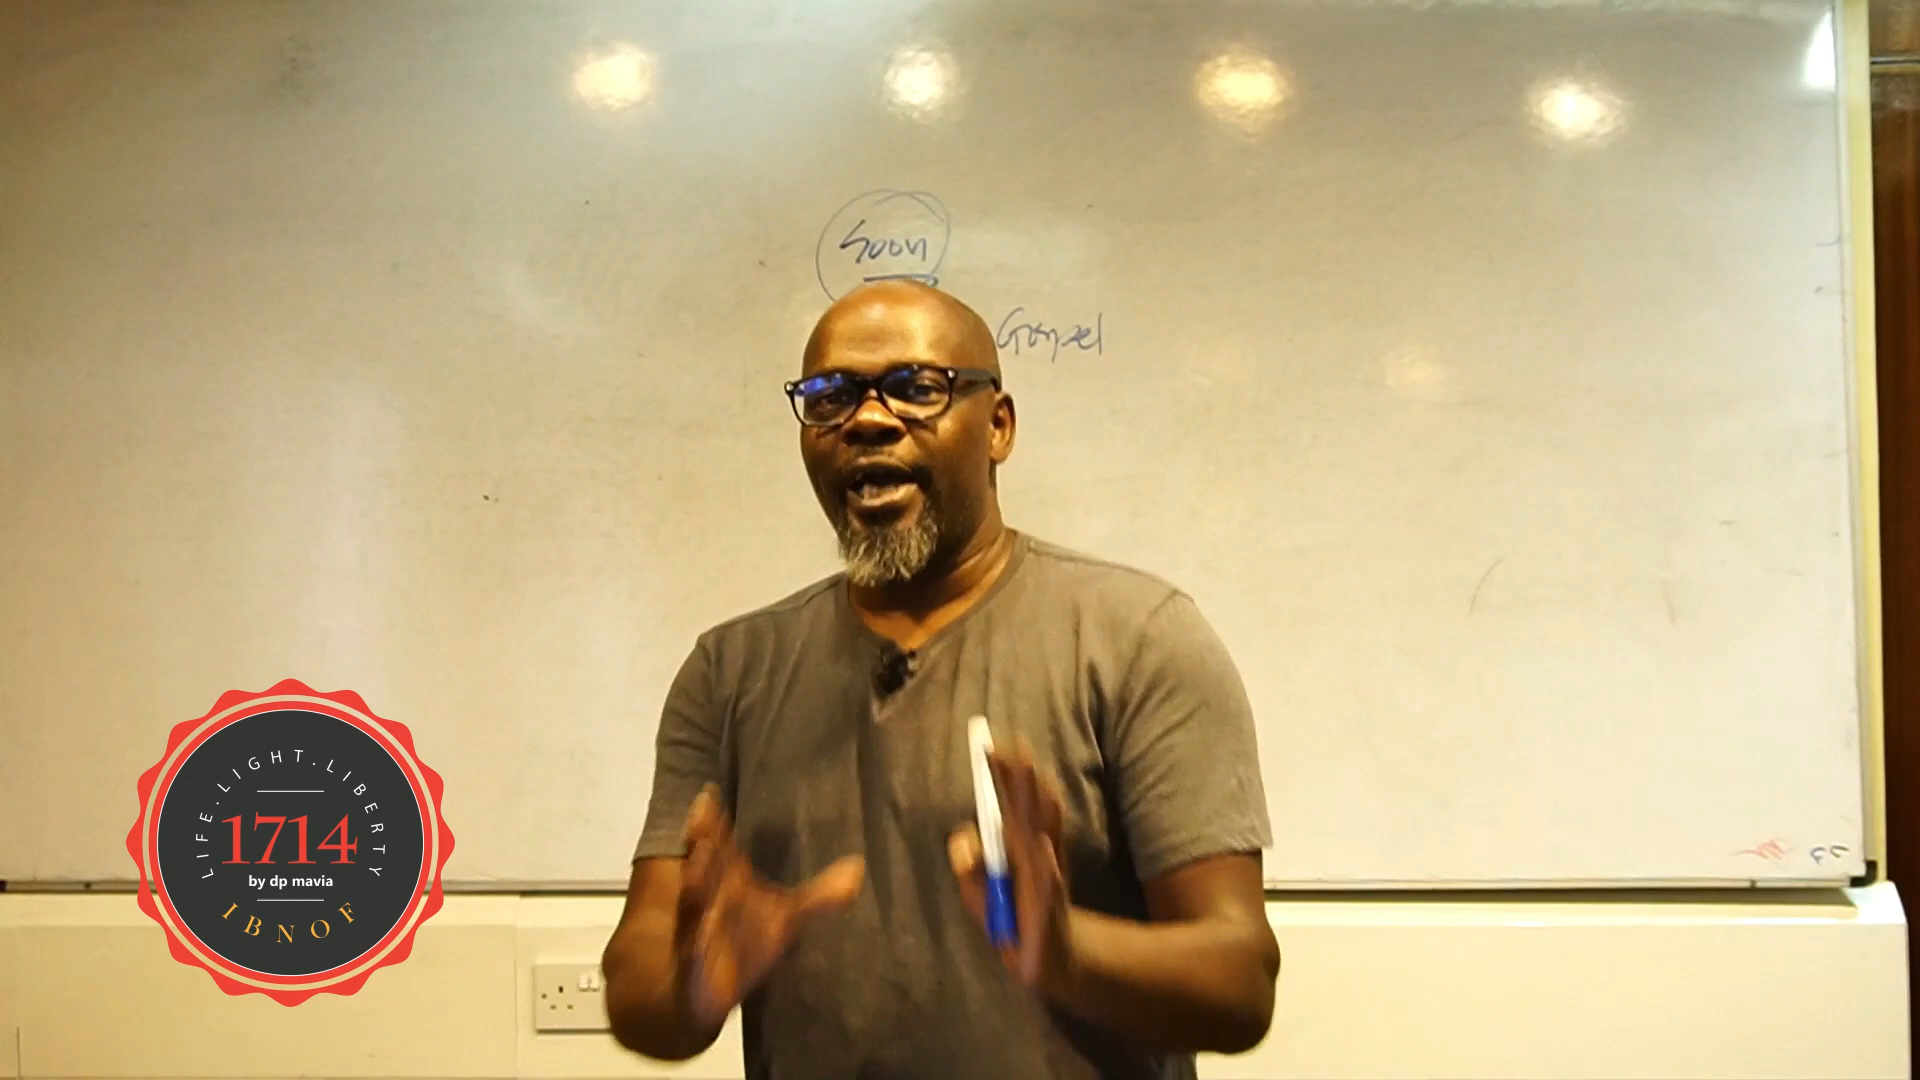 Soon
Gospel
LIFE.LIGHT.LIBERTY
1714
by dp mavia
IBNOF